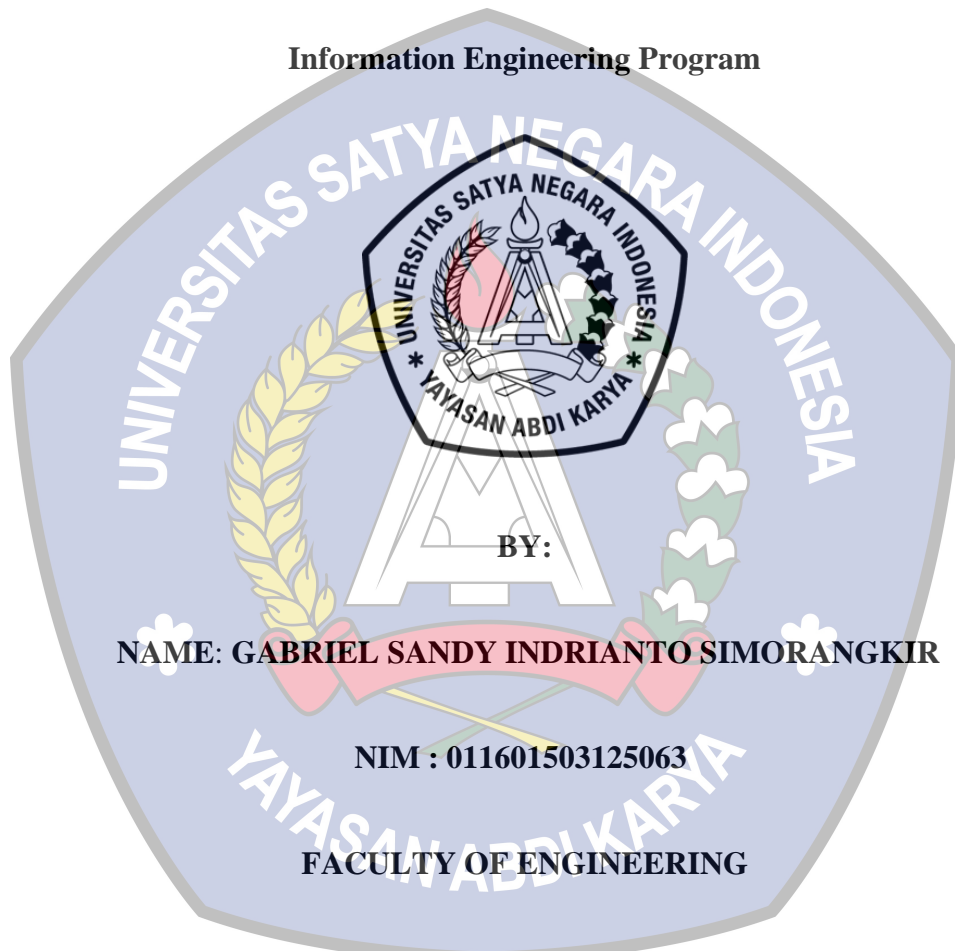 Information Engineering Program
UNIVERSITAS SATYA NEGARA INDONESIA
* YAYASAN ABDI KARYA *
UNIVERSITAS SATYA NEGARA INDONESIA
* YAYASAN ABDI KARYA *
BY:
NAME: GABRIEL SANDY INDRIANTO SIMORANGKIR
NIM : 011601503125063
FACULTY OF ENGINEERING